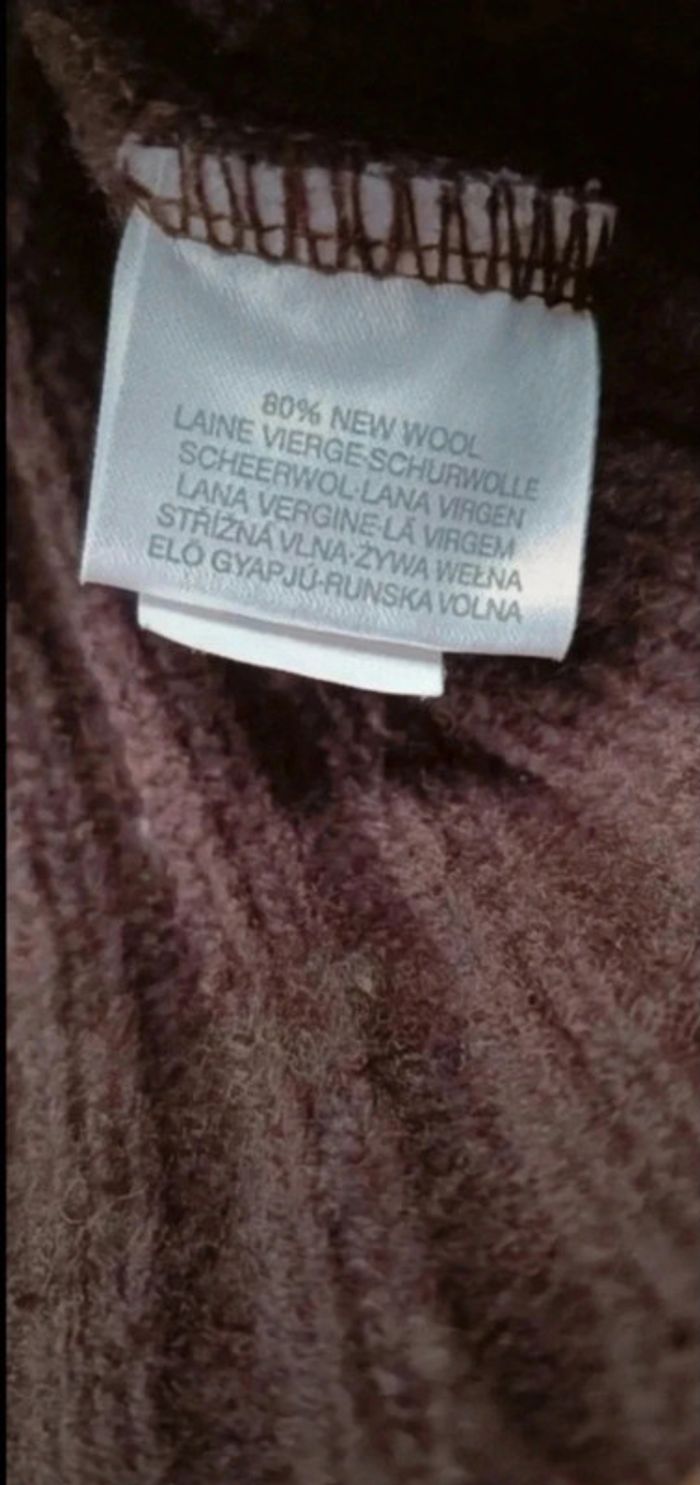 80% NEW WOOL
LAINE VIERGE·SCHURWOLLE
SCHEERWOL·LANA VIRGEN
LANA VERGINE·LÃ VIRGEM
STŘÍŽNÁ VLNA·ŻYWA WEŁNA
ELŐ GYAPJÚ·RUNSKA VOLNA